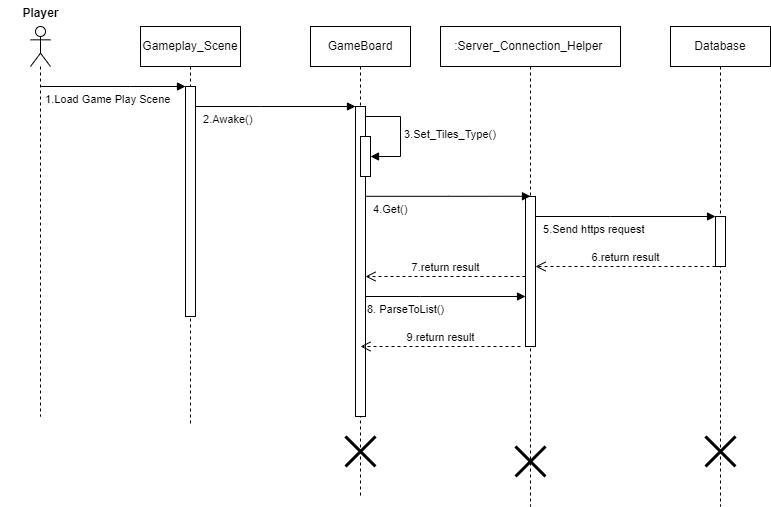 Player
Gameplay_Scene
GameBoard
:Server_Connection_Helper
Database
1.Load Game Play Scene
2.Awake()
3.Set_Tiles_Type()
4.Get()
5.Send https request
6.return result
7.return result
8. ParseToList()
9.return result